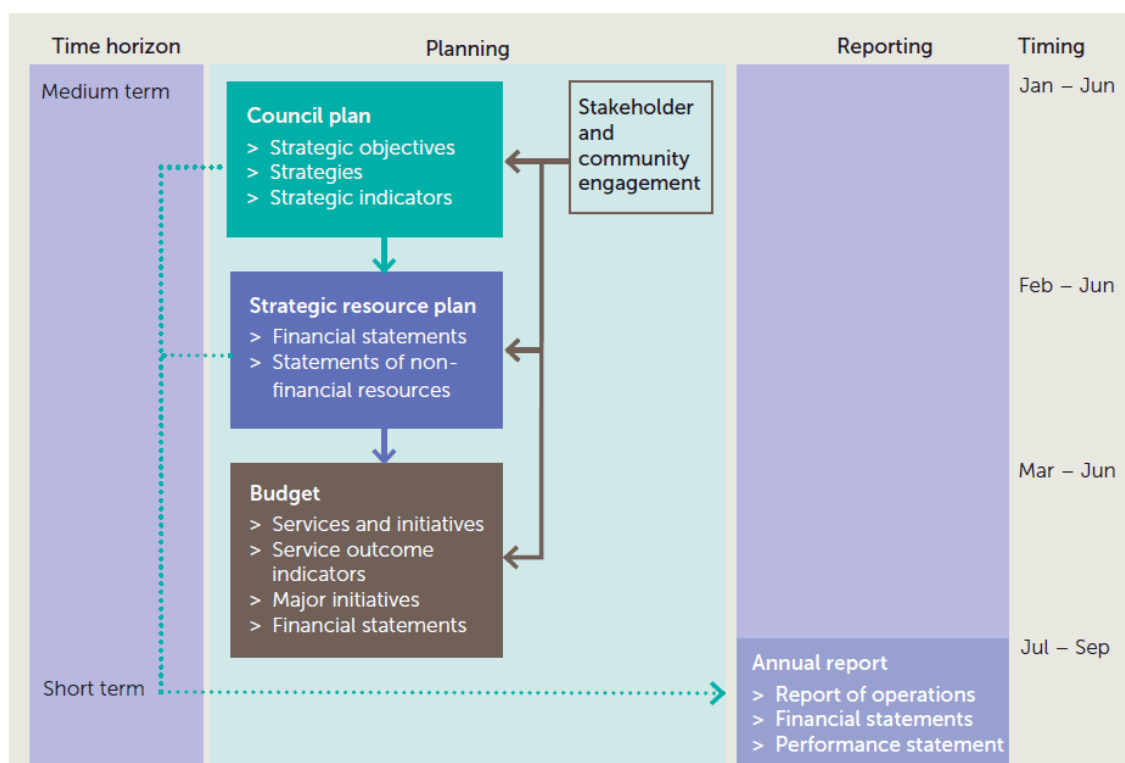 Time horizon
Planning
Reporting
Timing
Medium term
Jan – Jun
Council plan
> Strategic objectives
> Strategies
> Strategic indicators
Stakeholder
and
community
engagement
Feb – Jun
Strategic resource plan
> Financial statements
> Statements of non-
financial resources
Mar – Jun
Budget
> Services and initiatives
> Service outcome
indicators
> Major initiatives
> Financial statements
Jul – Sep
Short term
Annual report
> Report of operations
> Financial statements
> Performance statement